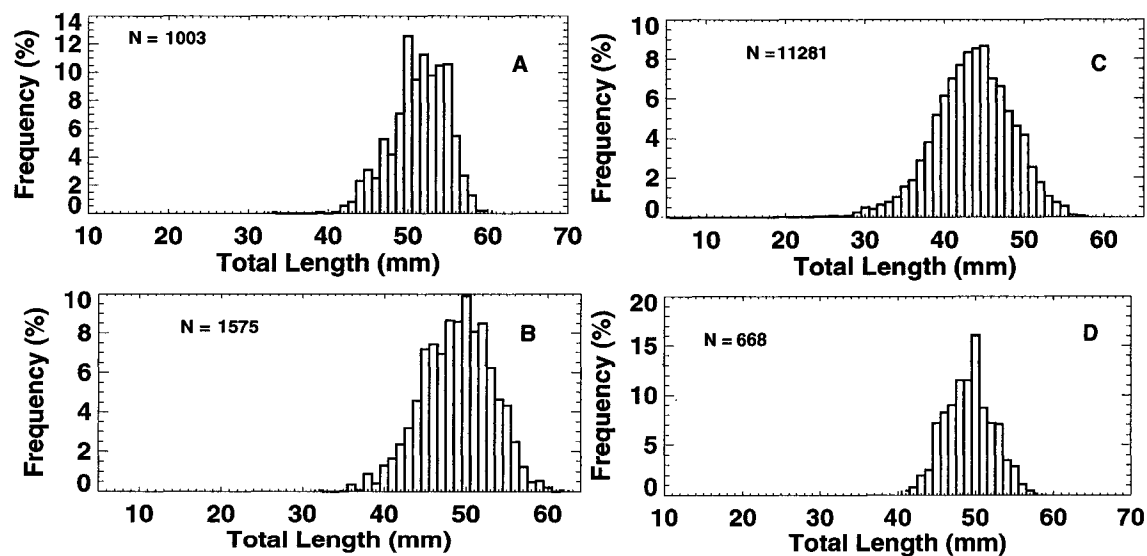 14
12
10
8
6
4
2
0
Frequency (%)
N = 1003
A
10 20 30 40 50 60 70
Total Length (mm)
10
8
6
4
2
0
Frequency (%)
N =11281
C
10 20 30 40 50 60
Total Length (mm)
10
8
6
4
2
0
Frequency (%)
N = 1575
B
10 20 30 40 50 60
Total Length (mm)
20
15
10
5
0
Frequency (%)
N = 668
D
10 20 30 40 50 60 70
Total Length (mm)